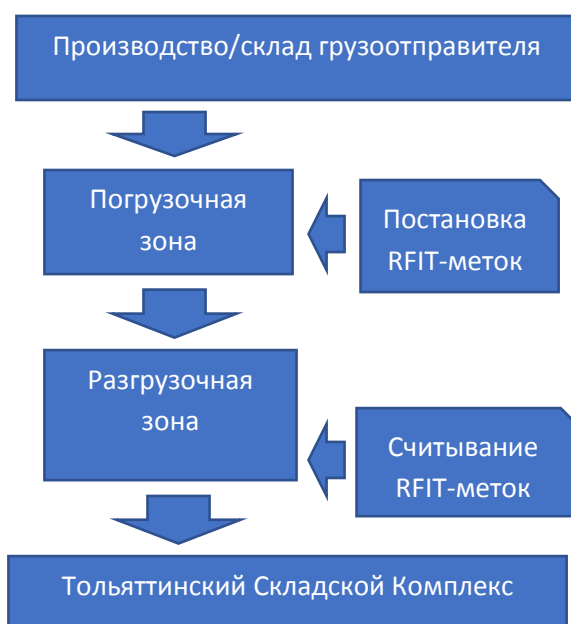 Производство/склад грузоотправителя
Погрузочная
зона
Постановка
RFIT-меток
Разгрузочная
зона
Считывание
RFIT-меток
Тольяттинский Складской Комплекс